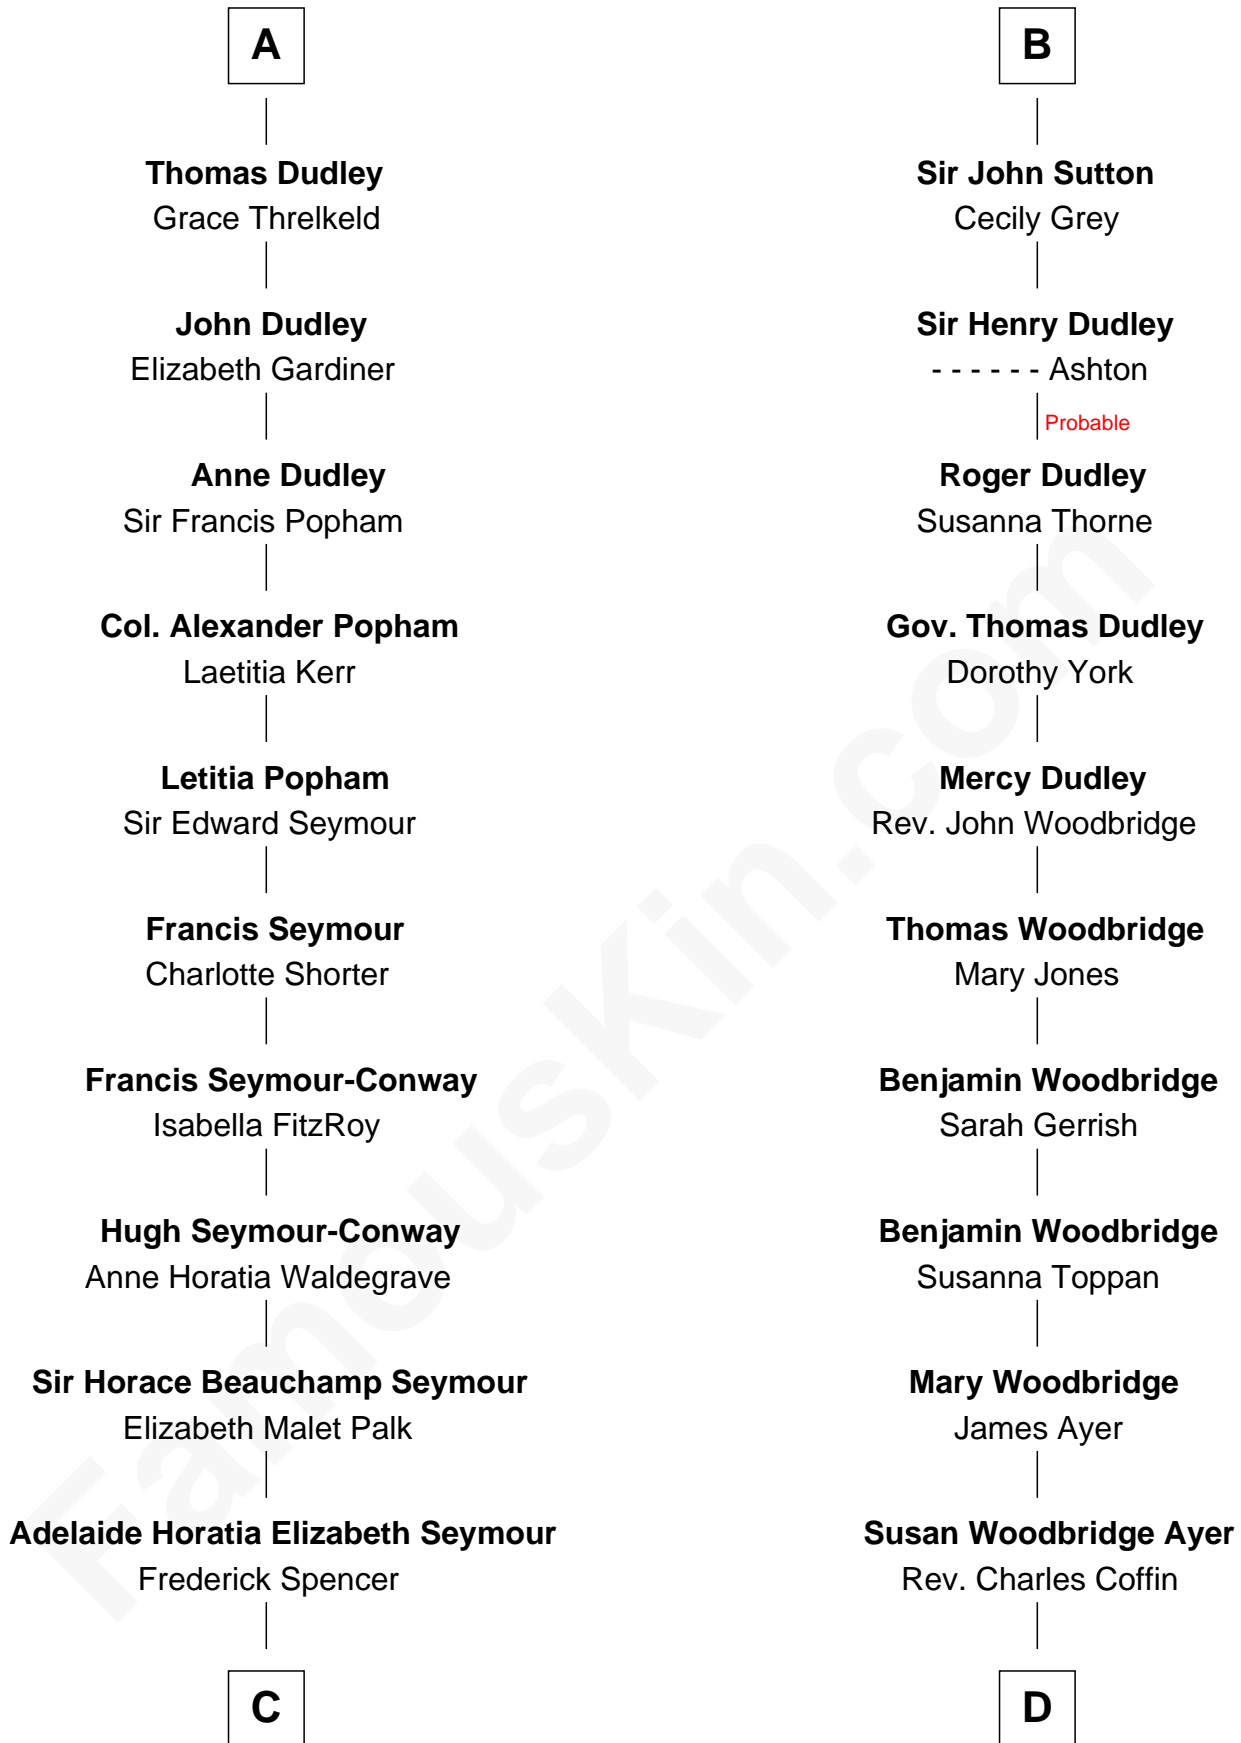 A
Thomas Dudley
Grace Threlkeld
John Dudley
Elizabeth Gardiner
Anne Dudley
Sir Francis Popham
Col. Alexander Popham
Laetitia Kerr
Letitia Popham
Sir Edward Seymour
Francis Seymour
Charlotte Shorter
Francis Seymour-Conway
Isabella FitzRoy
Hugh Seymour-Conway
Anne Horatia Waldegrave
Sir Horace Beauchamp Seymour
Elizabeth Malet Palk
Adelaide Horatia Elizabeth Seymour
Frederick Spencer
C
B
Sir John Sutton
Cecily Grey
Sir Henry Dudley
- - - - - - Ashton
Probable
Roger Dudley
Susanna Thorne
Gov. Thomas Dudley
Dorothy York
Mercy Dudley
Rev. John Woodbridge
Thomas Woodbridge
Mary Jones
Benjamin Woodbridge
Sarah Gerrish
Benjamin Woodbridge
Susanna Toppan
Mary Woodbridge
James Ayer
Susan Woodbridge Ayer
Rev. Charles Coffin
D
FamousKin.com